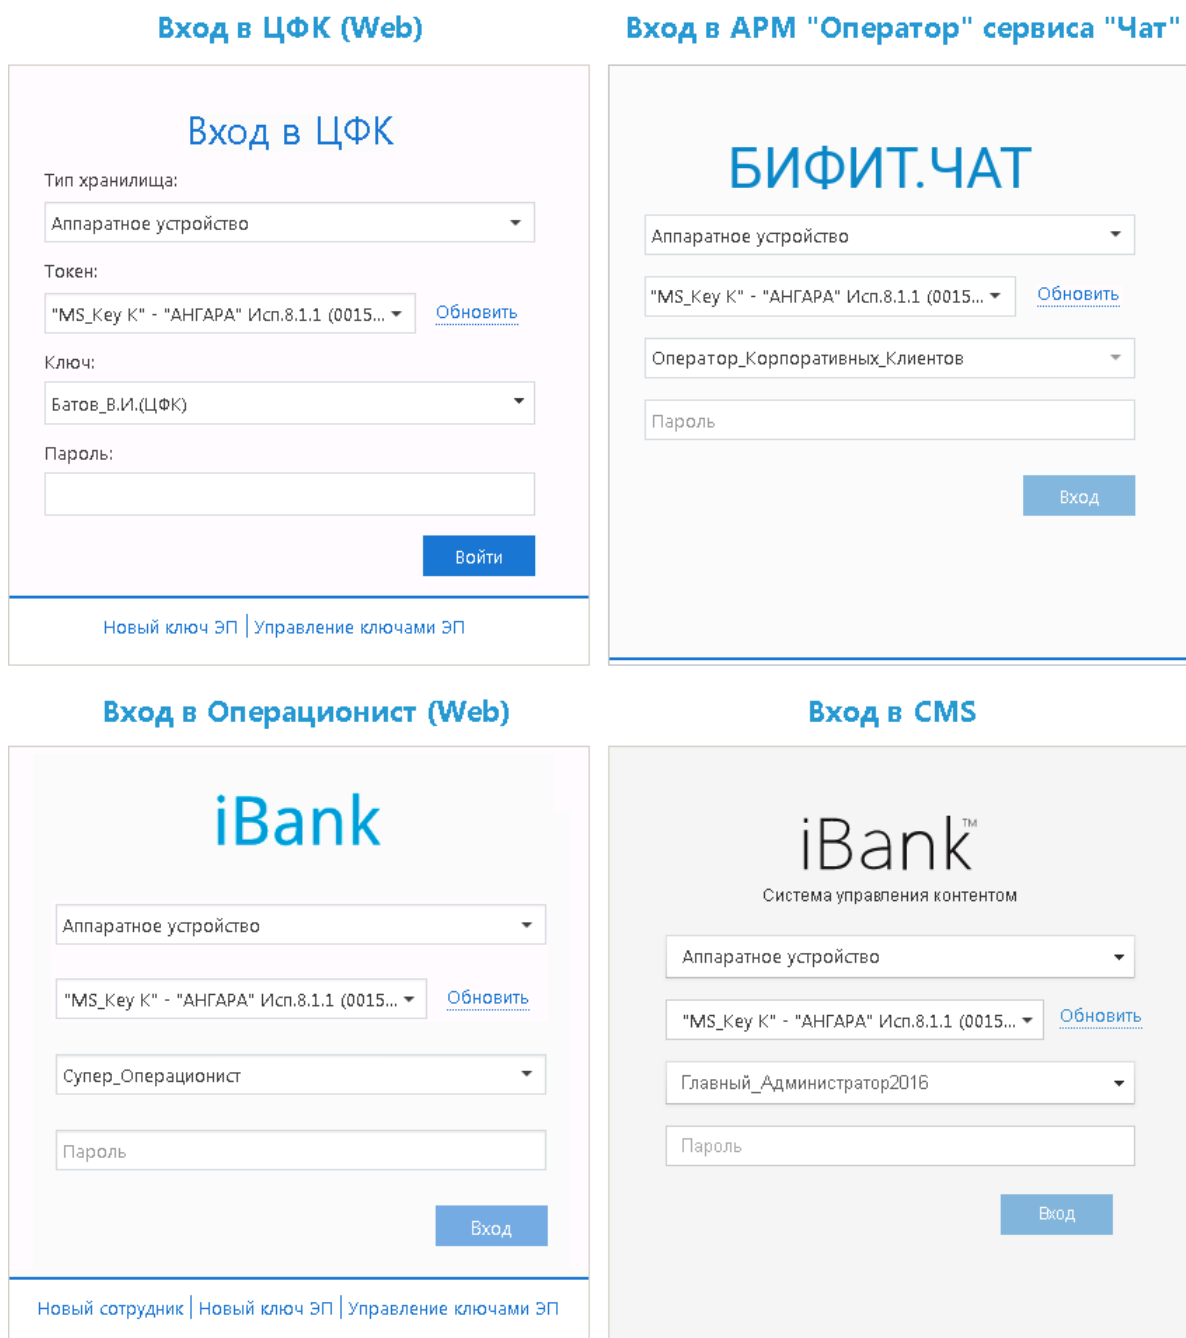 Вход в ЦФК (Web)
Вход в ЦФК
Тип хранилища:
Аппаратное устройство
Токен:
"MS_Key K" - "АНГАРА" Исп.8.1.1 (0015... Обновить
Ключ:
Батов_В.И.(ЦФК)
Пароль:
Войти
Новый ключ ЭП | Управление ключами ЭП
Вход в АРМ "Оператор" сервиса "Чат"
БИФИТ.ЧАТ
Аппаратное устройство
"MS_Key K" - "АНГАРА" Исп.8.1.1 (0015... Обновить
Оператор_Корпоративных_Клиентов
Пароль
Вход
Вход в Операционист (Web)
iBank
Аппаратное устройство
"MS_Key K" - "АНГАРА" Исп.8.1.1 (0015... Обновить
Супер_Операционист
Пароль
Вход
Новый сотрудник | Новый ключ ЭП | Управление ключами ЭП
Вход в CMS
iBank™
Система управления контентом
Аппаратное устройство
"MS_Key K" - "АНГАРА" Исп.8.1.1 (0015... Обновить
Главный_Администратор2016
Пароль
Вход